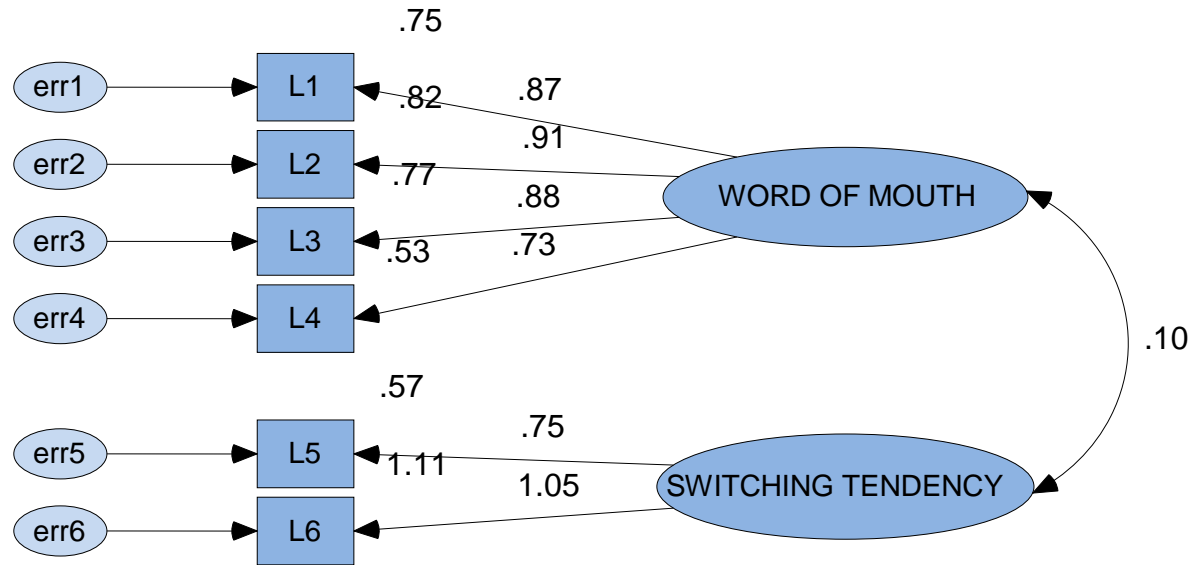 .75
err1
L1
.82
.87
.91
err2
L2
.77
WORD OF MOUTH
.88
err3
L3
.53
.73
err4
L4
.10
.57
.75
err5
L5
1.11
1.05
SWITCHING TENDENCY
err6
L6